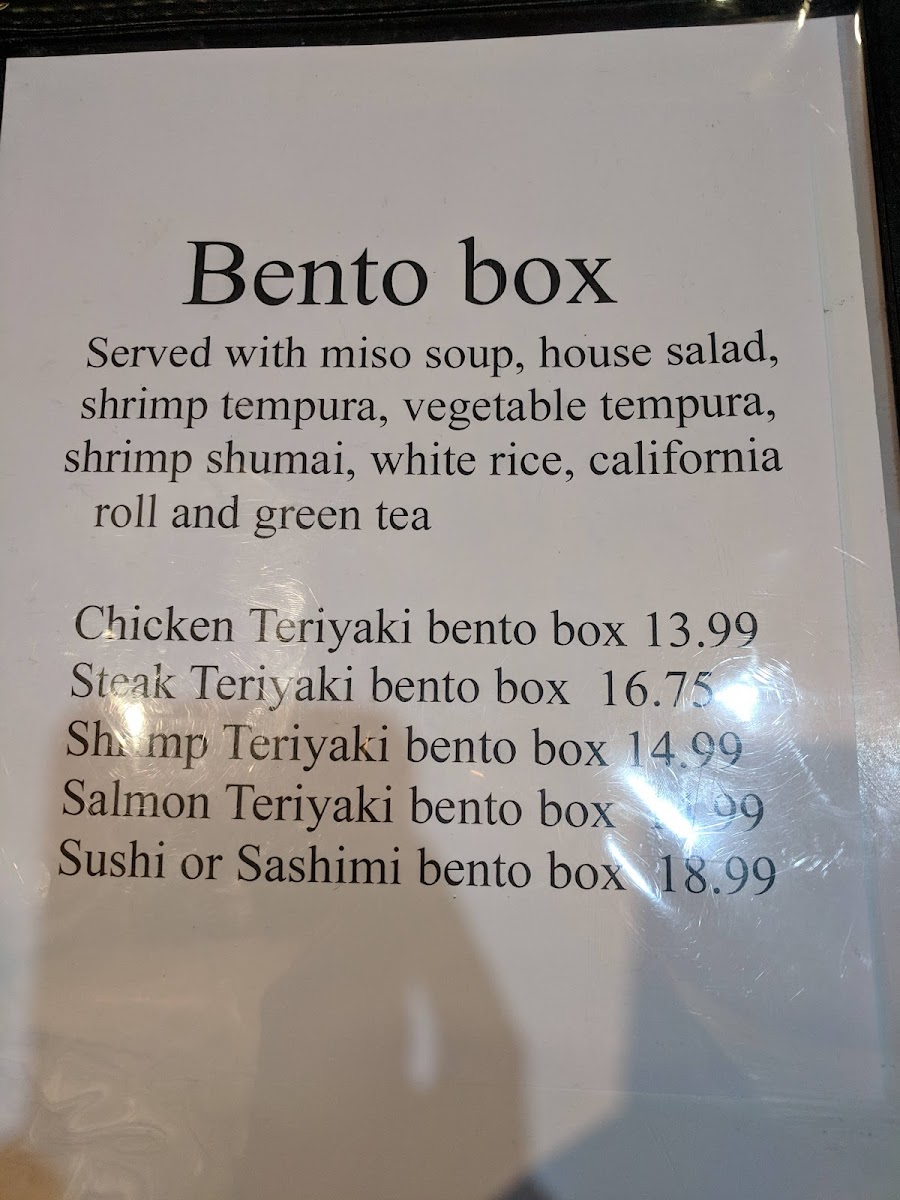 Bento box
Served with miso soup, house salad,
shrimp tempura, vegetable tempura,
shrimp shumai, white rice, california
roll and green tea
Chicken Teriyaki bento box 13.99
Steak Teriyaki bento box 16.75
Shrimp Teriyaki bento box 14.99
Salmon Teriyaki bento box
Sushi or Sashimi bento box 18.99